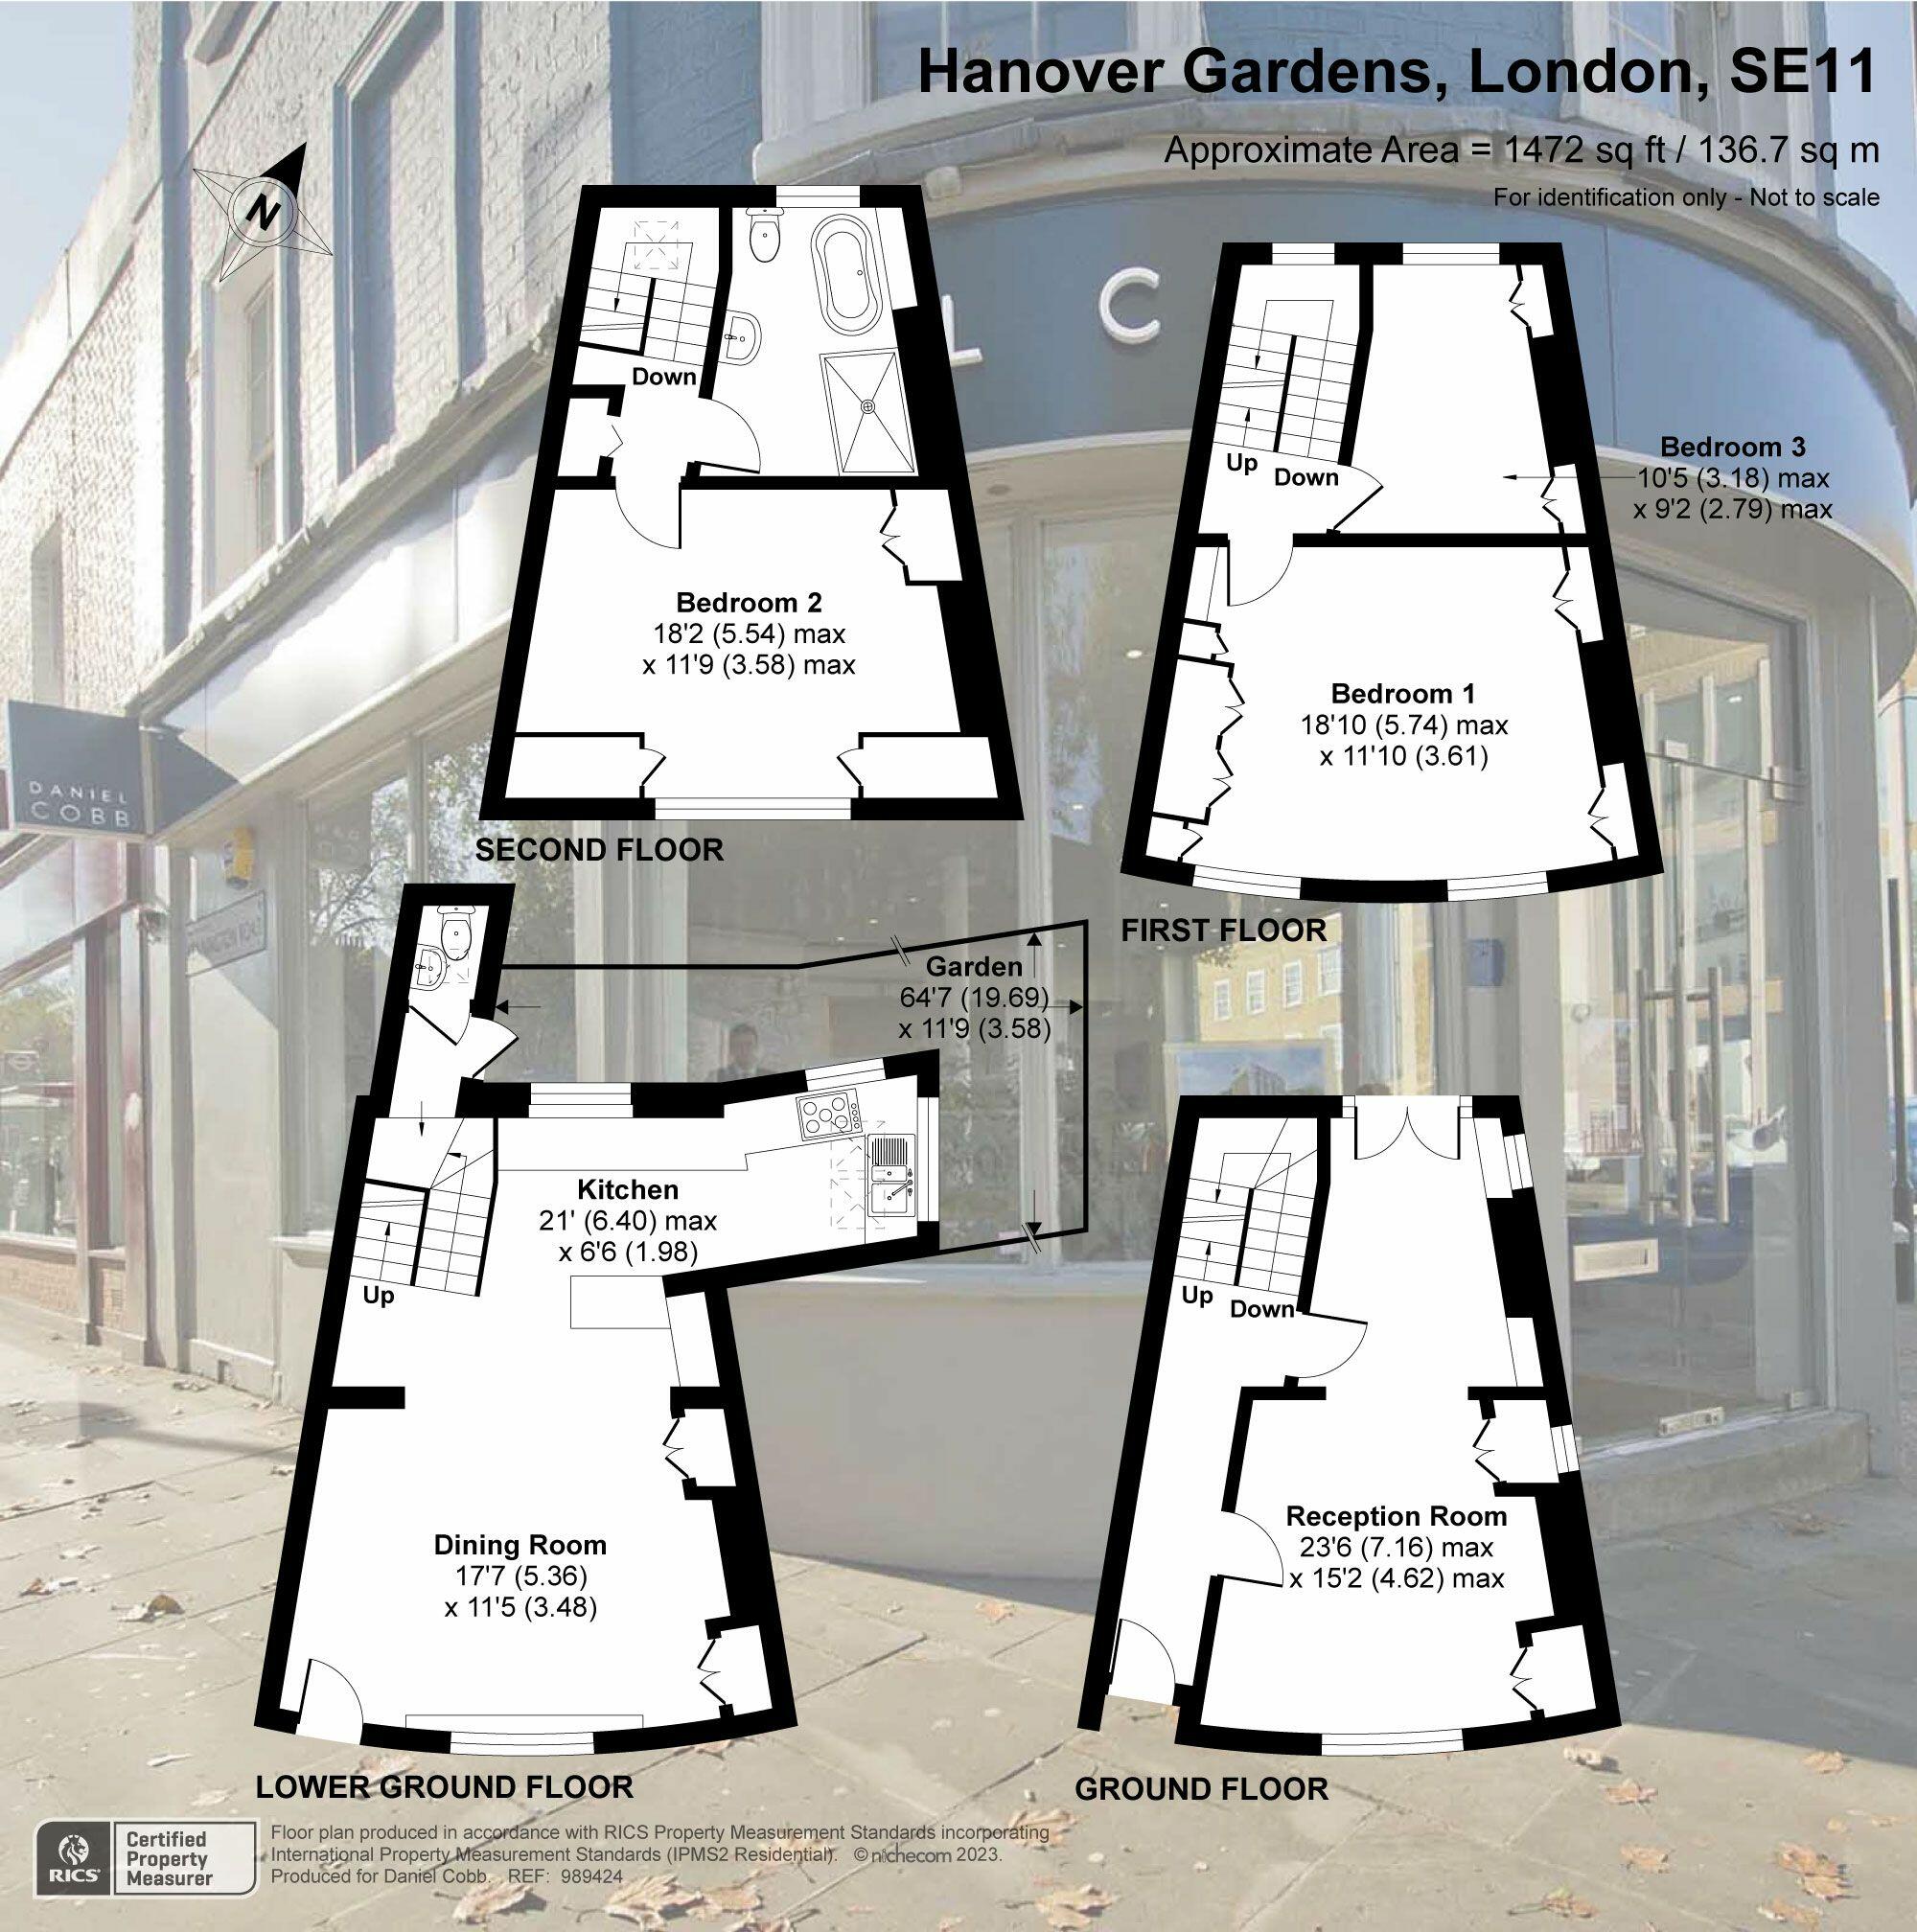 Hanover Gardens, London, SE11
Approximate Area = 1472 sq ft / 136.7 sq m
For identification only - Not to scale
N
Down
Bedroom 2
18'2 (5.54) max
x 11'9 (3.58) max
SECOND FLOOR
L C
Up
Down
Bedroom 3
10'5 (3.18) max
x 9'2 (2.79) max
Bedroom 1
18'10 (5.74) max
x 11'10 (3.61)
FIRST FLOOR
DANIEL
COBB
Garden
64'7 (19.69)
x 11'9 (3.58)
Kitchen
21' (6.40) max
x 6'6 (1.98)
Up
Dining Room
17'7 (5.36)
x 11'5 (3.48)
LOWER GROUND FLOOR
Up
Down
Reception Room
23'6 (7.16) max
x 15'2 (4.62) max
GROUND FLOOR
RICS
Certified
Property
Measurer
Floor plan produced in accordance with RICS Property Measurement Standards incorporating
International Property Measurement Standards (IPMS2 Residential). © nichecom 2023.
Produced for Daniel Cobb. REF: 989424